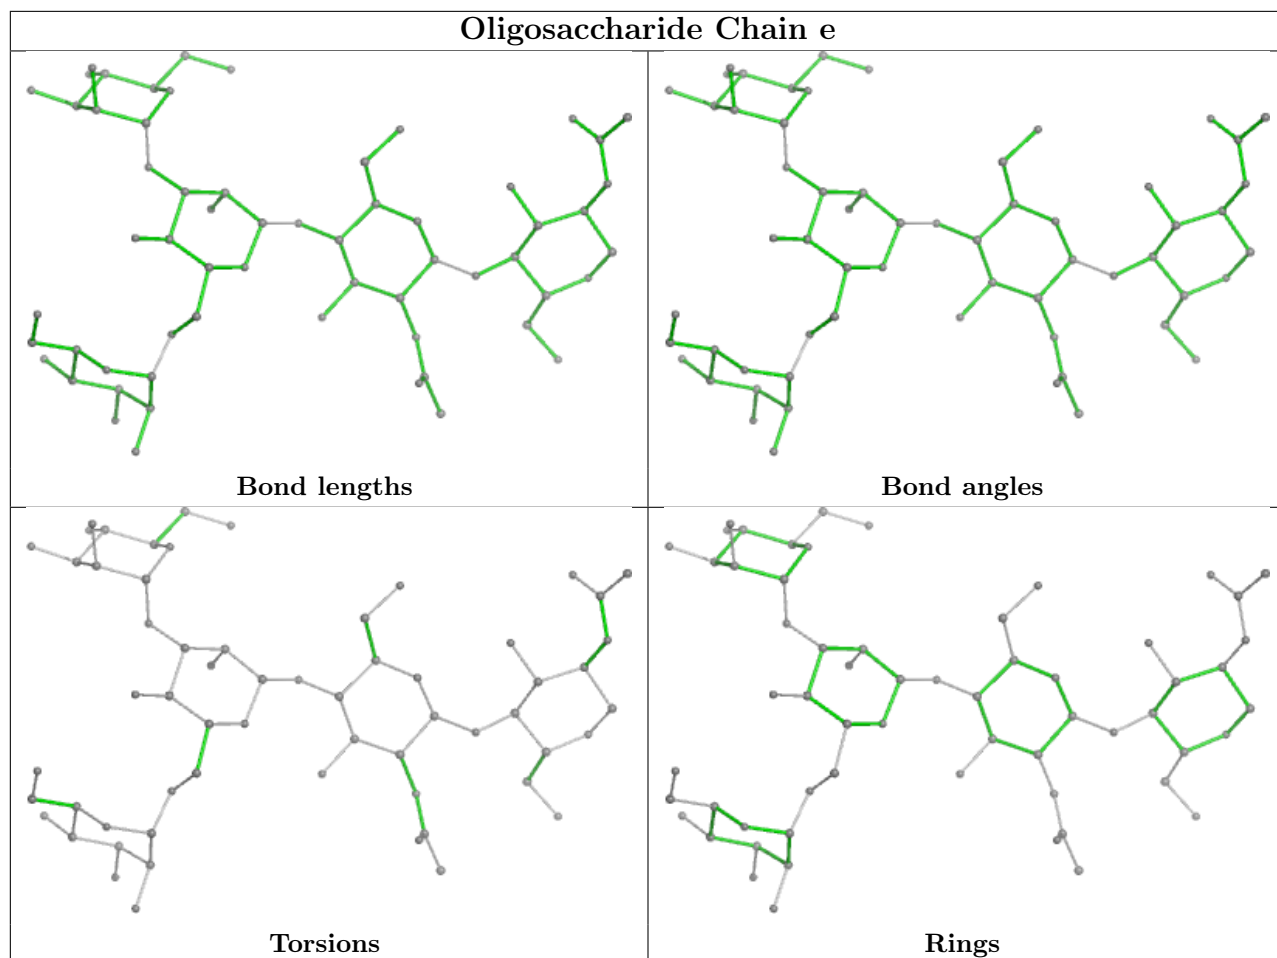 Oligosaccharide Chain e
Bond lengths
Bond angles
Torsions
Rings